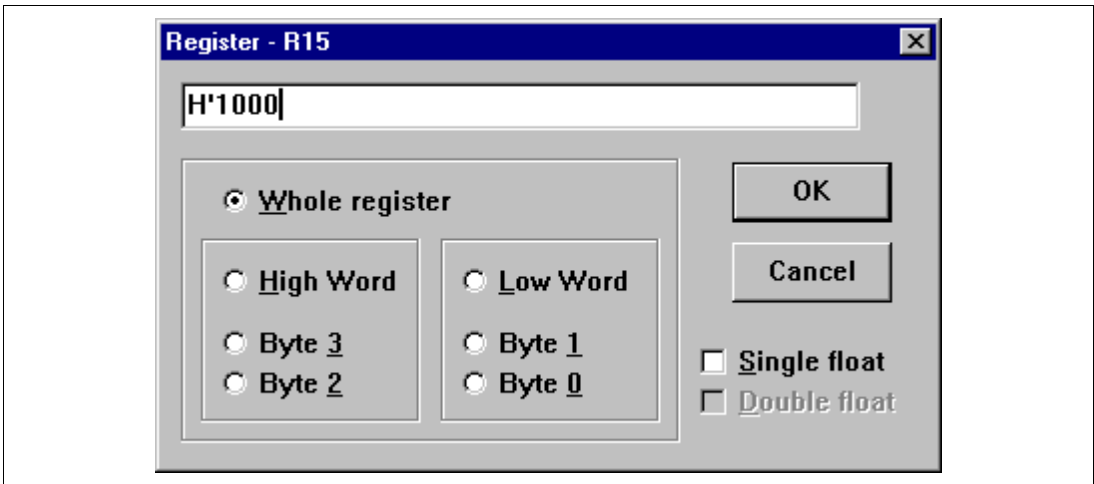 Register - R15
H'1000
Whole register
High Word
Byte 3
Byte 2
Low Word
Byte 1
Byte 0
OK
Cancel
Single float
Double float